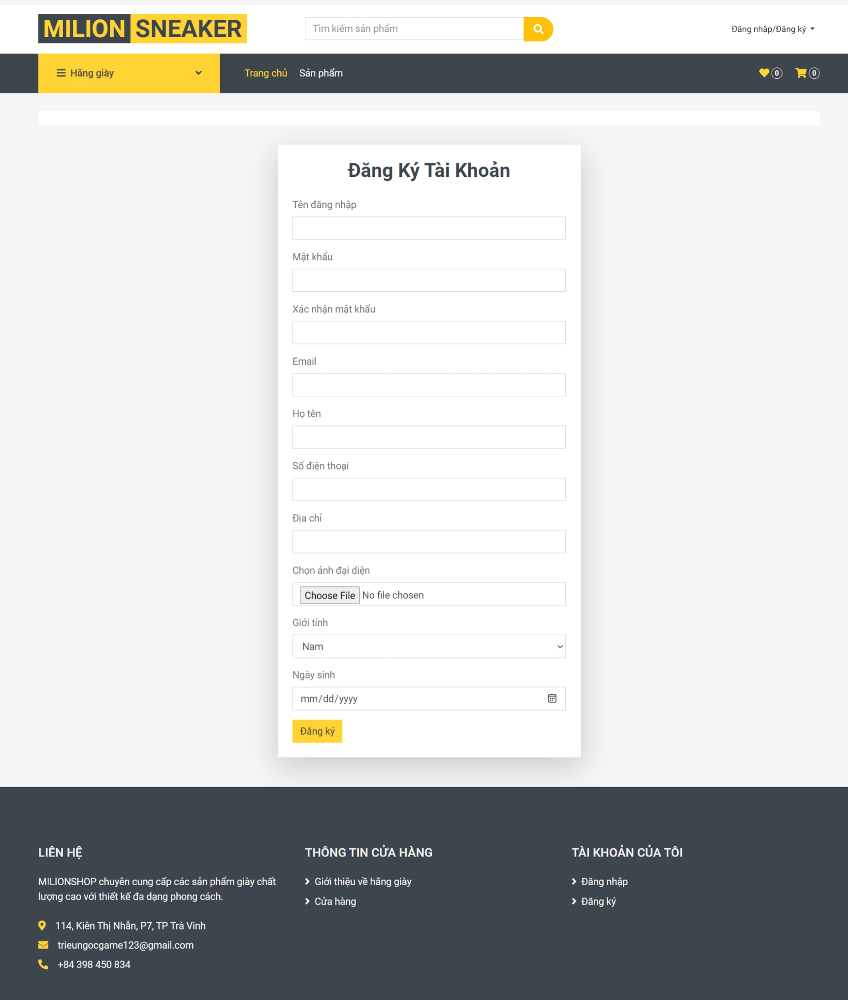 MILION SNEAKER
Tìm kiếm sản phẩm
Đăng nhập/Đăng ký
Hãng giày
Trang chủ
Sản phẩm
0
0
Đăng Ký Tài Khoản
Tên đăng nhập
Mật khẩu
Xác nhận mật khẩu
Email
Họ tên
Số điện thoại
Địa chỉ
Chọn ảnh đại diện
Choose File No file chosen
Giới tính
Nam
Ngày sinh
mm/dd/yyyy
Đăng ký
LIÊN HỆ
MILIONSHOP chuyên cung cấp các sản phẩm giày chất
lượng cao với thiết kế đa dạng phong cách.
114, Kiên Thị Nhẫn, P7, TP Trà Vinh
trieungocgame123@gmail.com
+84 398 450 834
THÔNG TIN CỬA HÀNG
Giới thiệu về hãng giày
Cửa hàng
TÀI KHOẢN CỦA TÔI
Đăng nhập
Đăng ký